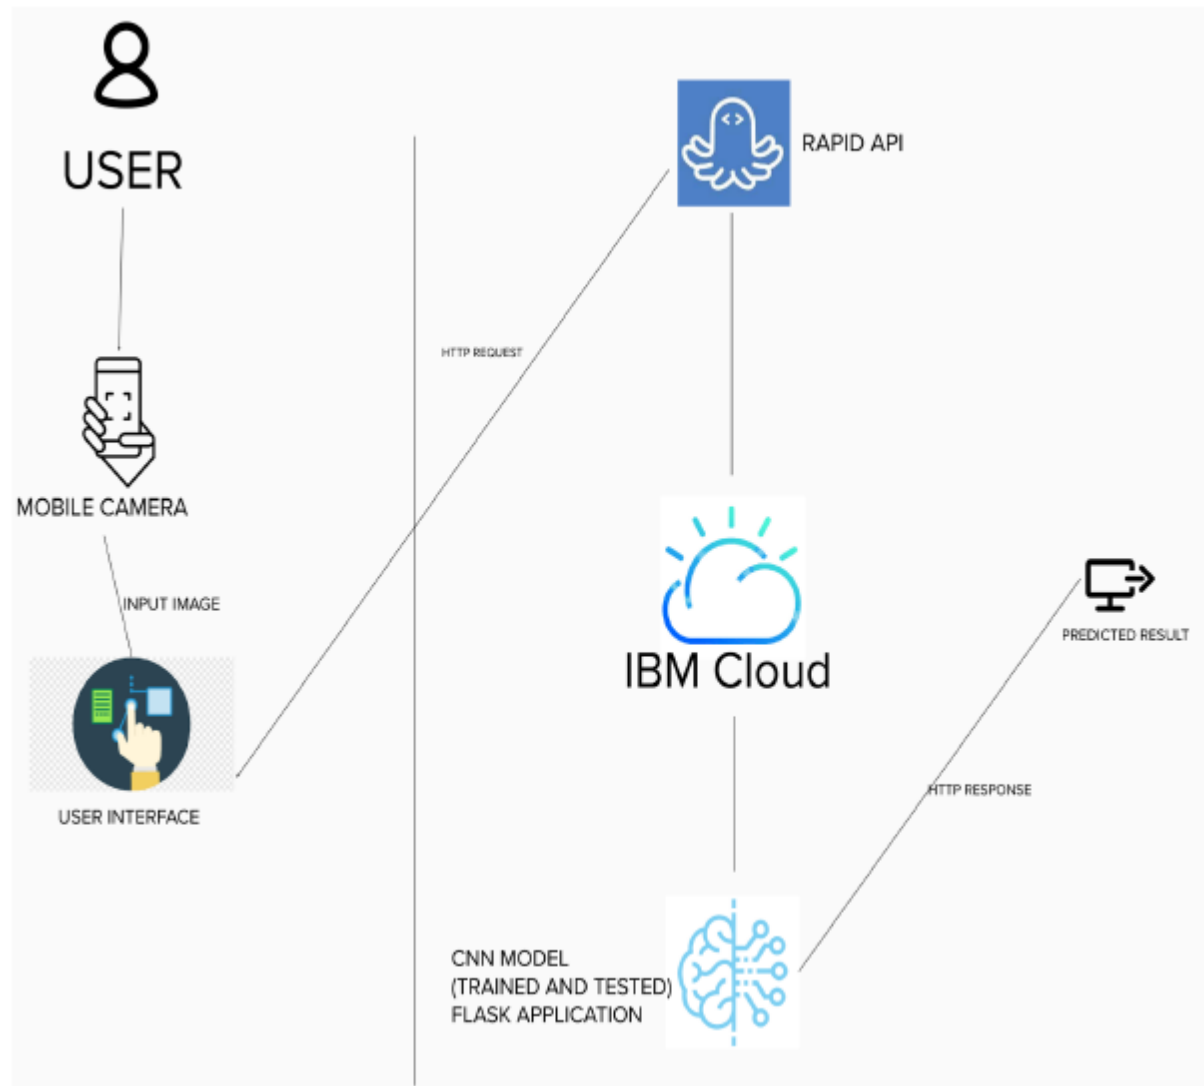 USER
RAPID API
HTTP REQUEST
MOBILE CAMERA
INPUT IMAGE
PREDICTED RESULT
IBM Cloud
HTTP RESPONSE
USER INTERFACE
CNN MODEL
(TRAINED AND TESTED)
FLASK APPLICATION